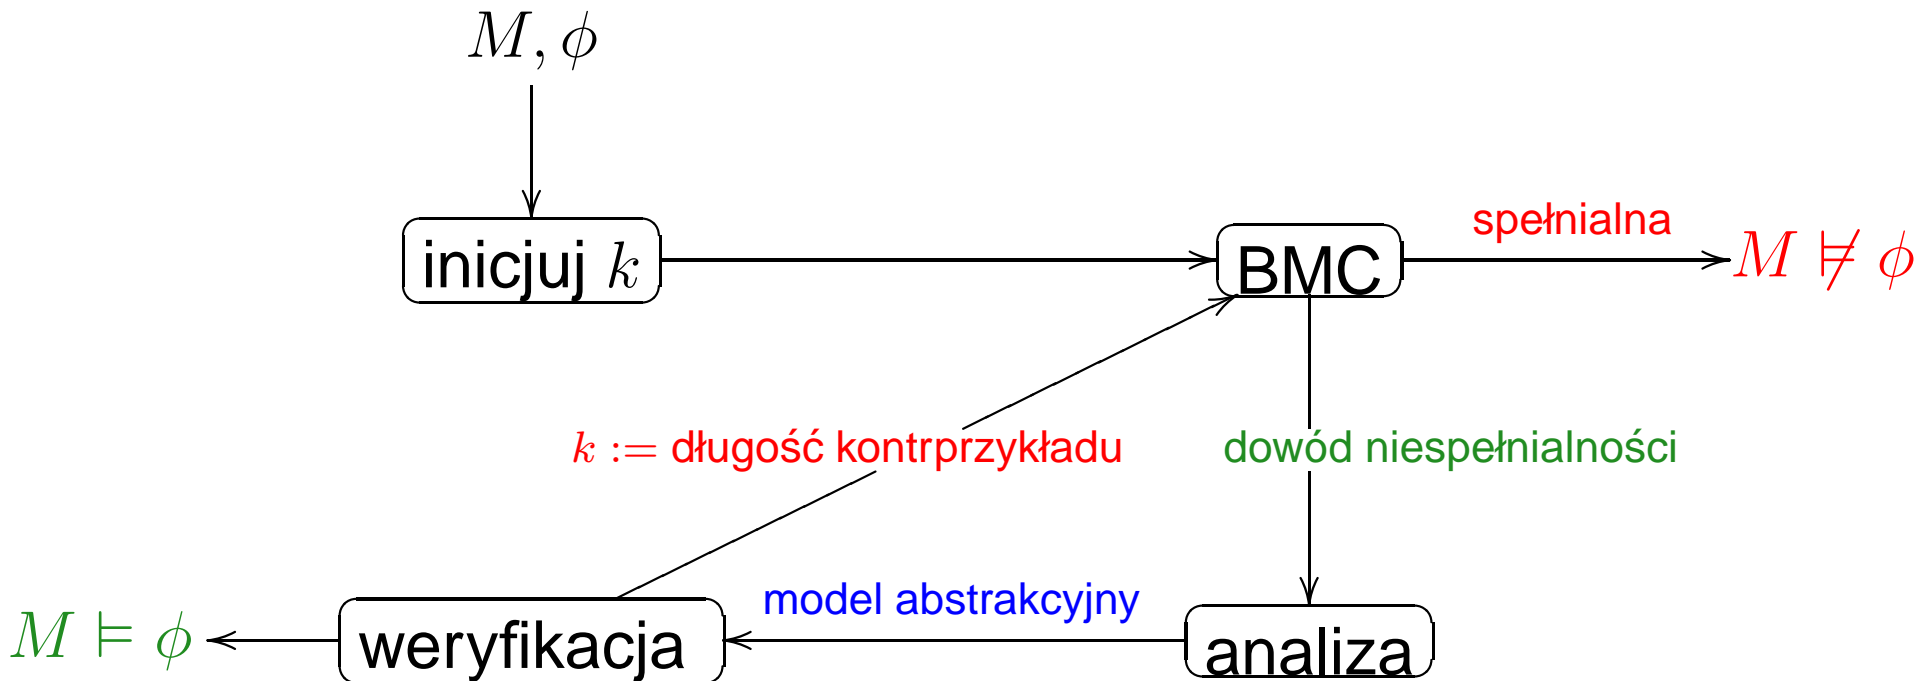 M, ϕ
inicjuj k
BMC
spełnialna
M ⊭ ϕ
k := długość kontrprzykładu
dowód niespełnialności
M ⊨ ϕ
weryfikacja
model abstrakcyjny
analiza